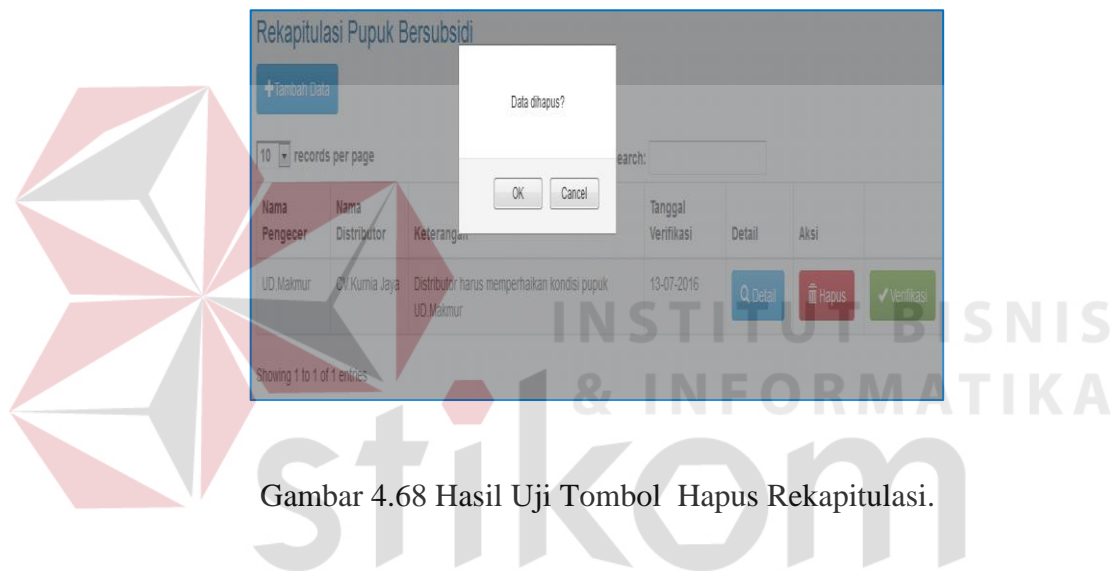 Rekapitulasi Pupuk Bersubsidi
Tambah Data
Data dihapus?
10 records per page
earch:
OK Cancel
Nama Pengecer
Nama Distributor
Keterangan
Tanggal Verifikasi
Detail
Aksi
UD.Makmur
CV.Kurnia Jaya
Distributor harus memperhaikan kondisi pupuk
UD.Makmur
13-07-2016
Detail
Hapus
Verifikasi
Showing 1 to 1 of 1 entries
INSTITUT BISNIS
& INFORMATIKA
stikom
Gambar 4.68 Hasil Uji Tombol Hapus Rekapitulasi.